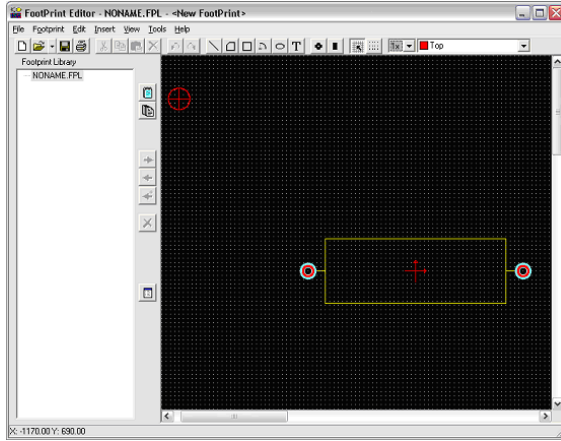 FootPrint Editor - NONAME.FPL - <New FootPrint>
File Footprint Edit Insert View Tools Help
T 1x Top
Footprint Library
NONAME.FPL
X: -1170.00 Y: 690.00